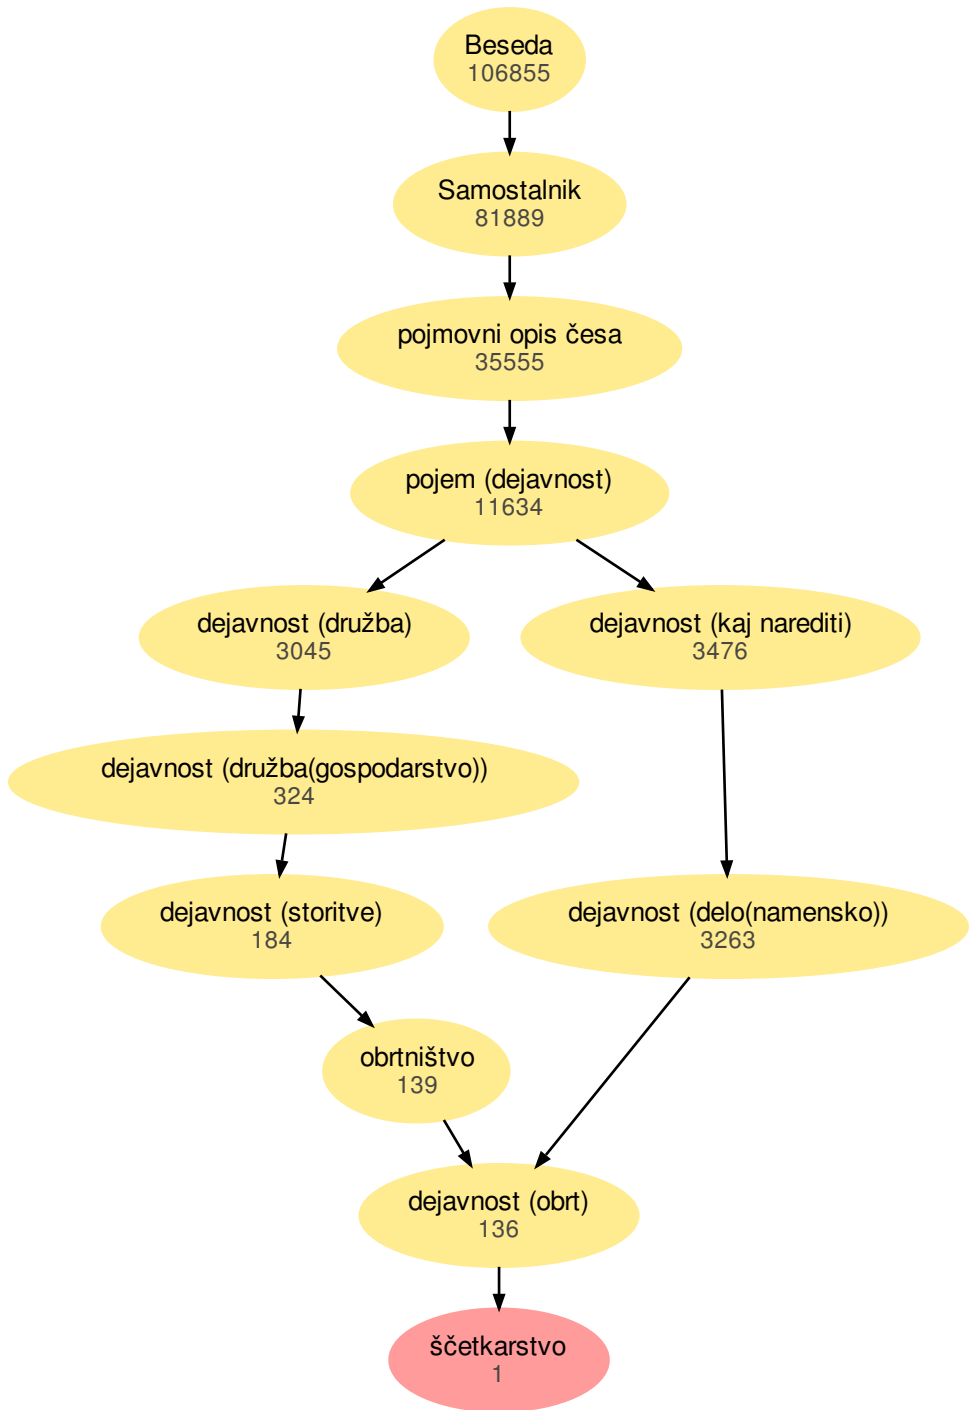 Beseda
106855
Samostalnik
81889
pojmovni opis česa
35555
pojem (dejavnost)
11634
dejavnost (družba)
3045
dejavnost (kaj narediti)
3476
dejavnost (družba(gospodarstvo))
324
dejavnost (storitve)
184
dejavnost (delo(namensko))
3263
obrtništvo
139
dejavnost (obrt)
136
ščetkarstvo
1